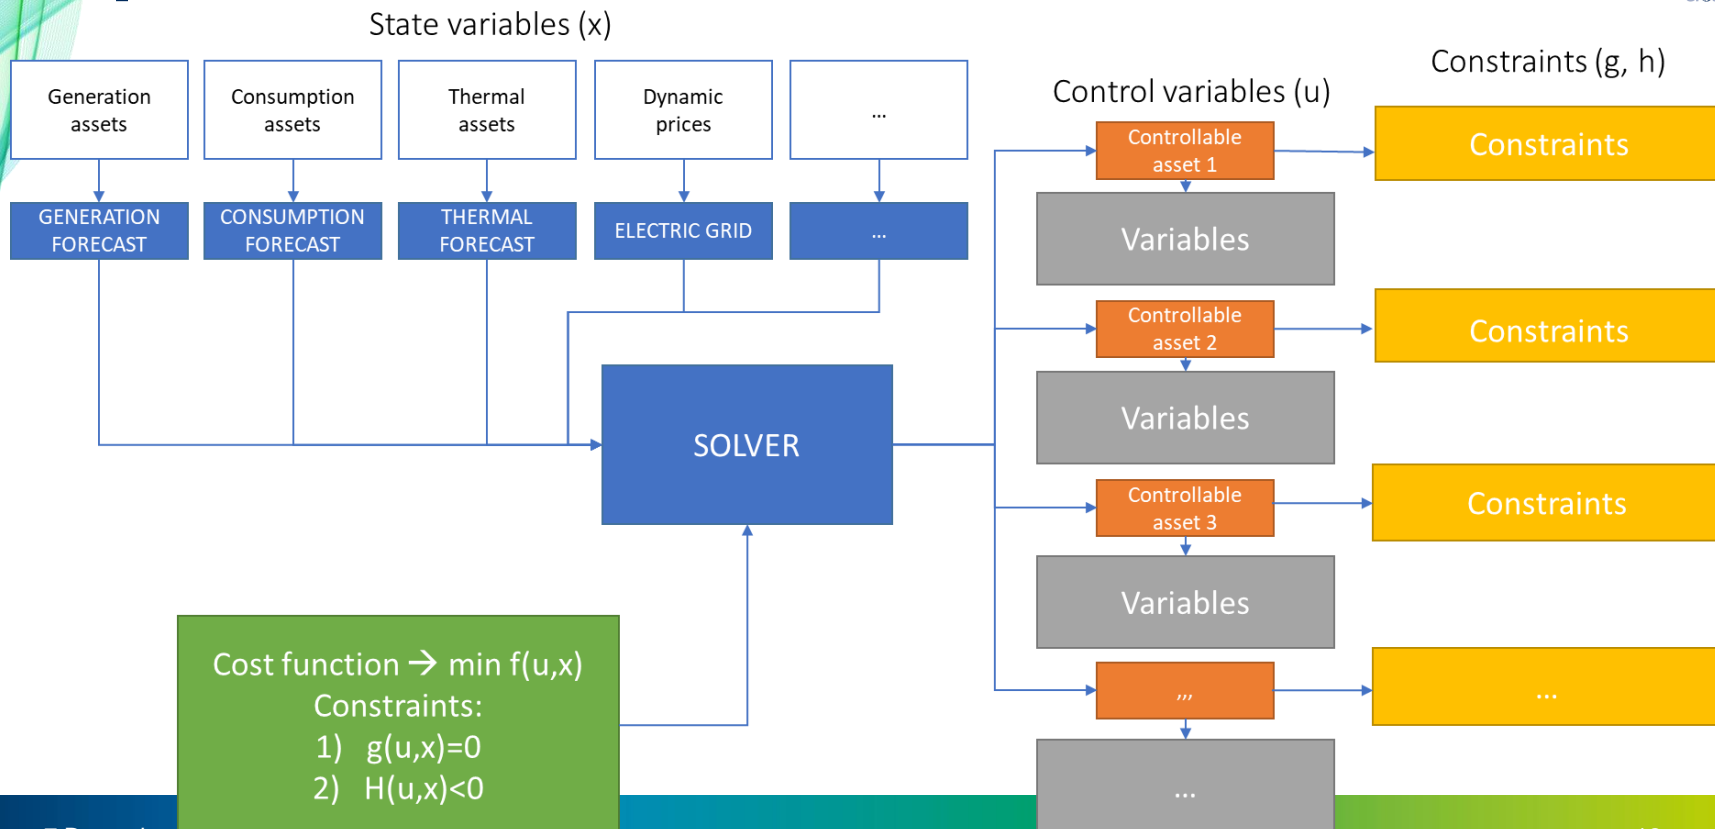 State variables (x)
Generation
assets
Consumption
assets
Thermal
assets
Dynamic
prices
...
GENERATION
FORECAST
CONSUMPTION
FORECAST
THERMAL
FORECAST
ELECTRIC GRID
...
SOLVER
Cost function → min f(u,x)
Constraints:
1) g(u,x)=0
2) H(u,x)<0
Control variables (u)
Constraints (g, h)
Controllable
asset 1
Constraints
Variables
Controllable
asset 2
Constraints
Variables
Controllable
asset 3
Constraints
Variables
,,,
...
...